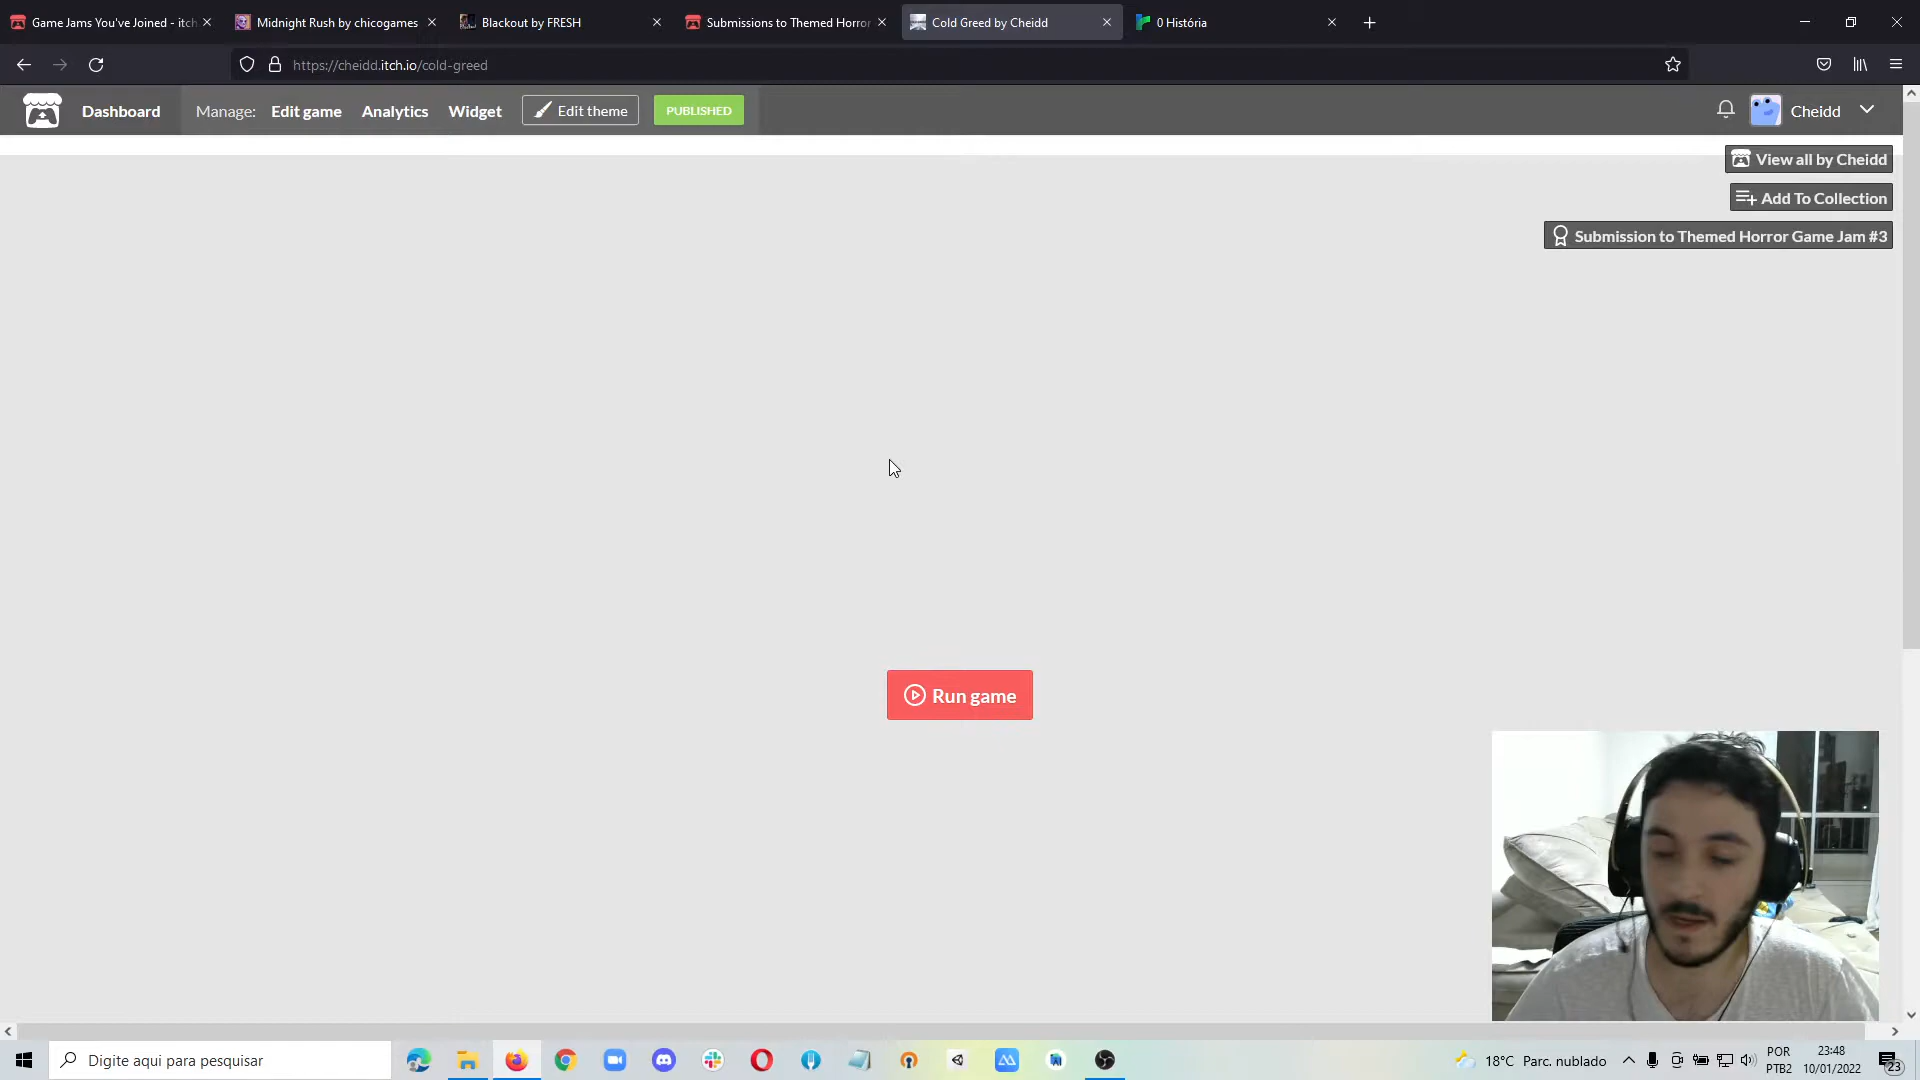 Game Jams You've Joined - itch.
Midnight Rush by chicogames
Blackout by FRESH
Submissions to Themed Horror
Cold Greed by Cheidd
0 História
https://cheidd.itch.io/cold-greed
Dashboard
Manage:
Edit game
Analytics
Widget
Edit theme
PUBLISHED
Cheidd
View all by Cheidd
Add To Collection
Submission to Themed Horror Game Jam #3
Run game
Digite aqui para pesquisar
18°C Parc. nublado
POR
PTB2
23:48
10/01/2022
23